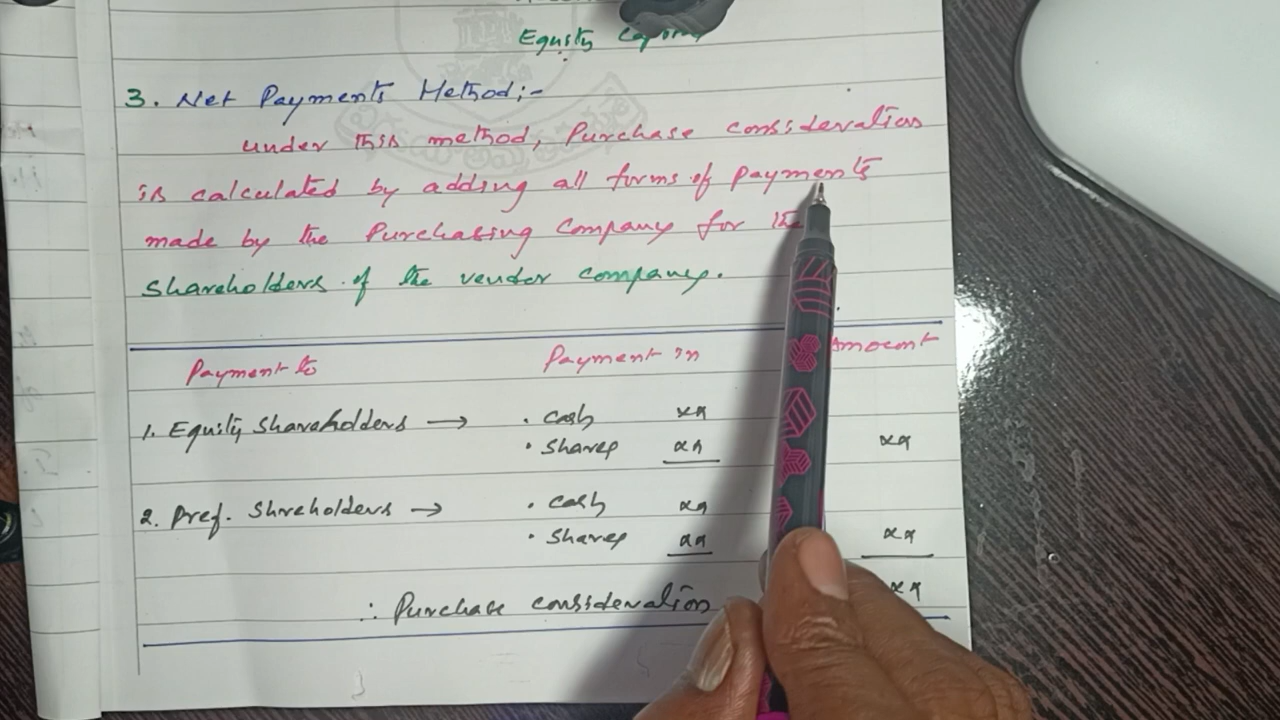 Equity Capital
3. Net Payments Method:-
under this method, Purchase consideration
is calculated by adding all forms of payments
made by the Purchasing Company for the
shareholders of the vendor company.
Payment to Payment in Amount
1. Equity Shareholders → · Cash xx
· Shares xx xx
2. Pref. Shreholders → · Cash xx
· Shares xx xx
∴ Purchase consideration xx